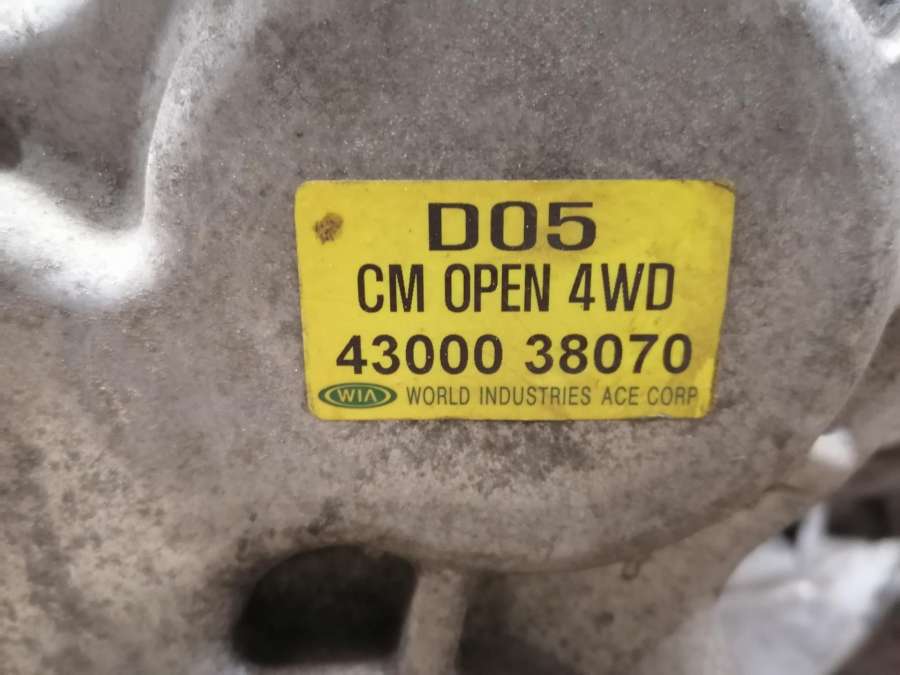 D05
CM OPEN 4WD
43000 38070
WIA WORLD INDUSTRIES ACE CORP